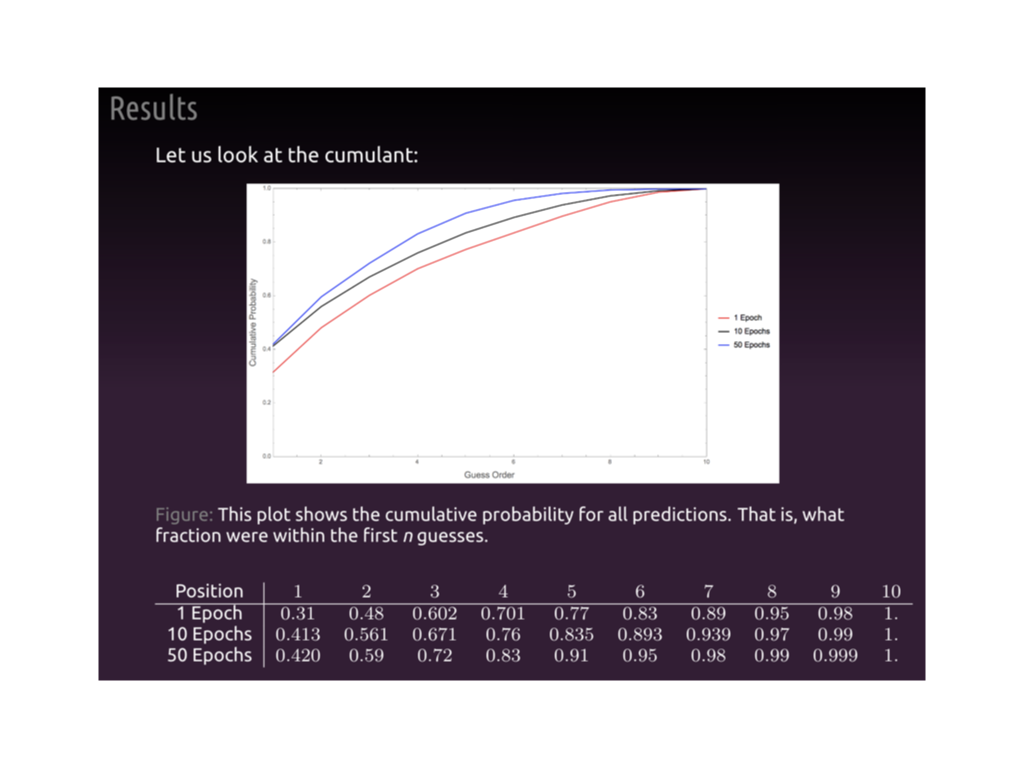 Results
Let us look at the cumulant:
1.0
0.8
0.6
0.4
0.2
0.0
Cumulative Probability
2 4 6 8 10
Guess Order
1 Epoch
10 Epochs
50 Epochs
Figure: This plot shows the cumulative probability for all predictions. That is, what
fraction were within the first n guesses.
Position 1 2 3 4 5 6 7 8 9 10
1 Epoch 0.31 0.48 0.602 0.701 0.77 0.83 0.89 0.95 0.98 1.
10 Epochs 0.413 0.561 0.671 0.76 0.835 0.893 0.939 0.97 0.99 1.
50 Epochs 0.420 0.59 0.72 0.83 0.91 0.95 0.98 0.99 0.999 1.